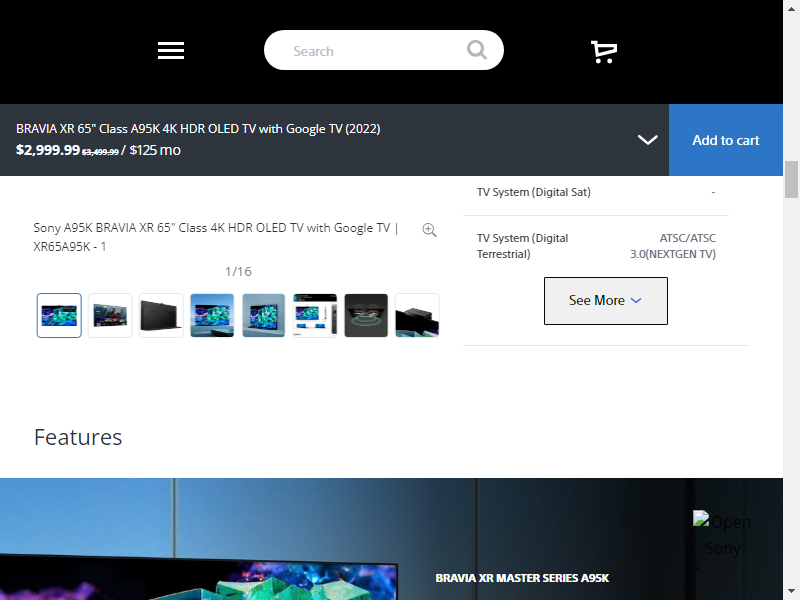 Search
BRAVIA XR 65" Class A95K 4K HDR OLED TV with Google TV (2022)
$2,999.99 $3,499.99 / $125 mo
Add to cart
TV System (Digital Sat) -
Sony A95K BRAVIA XR 65" Class 4K HDR OLED TV with Google TV |
XR65A95K - 1
1/16
TV System (Digital
Terrestrial)
ATSC/ATSC
3.0(NEXTGEN TV)
See More
Features
Open
Sony
BRAVIA XR MASTER SERIES A95K